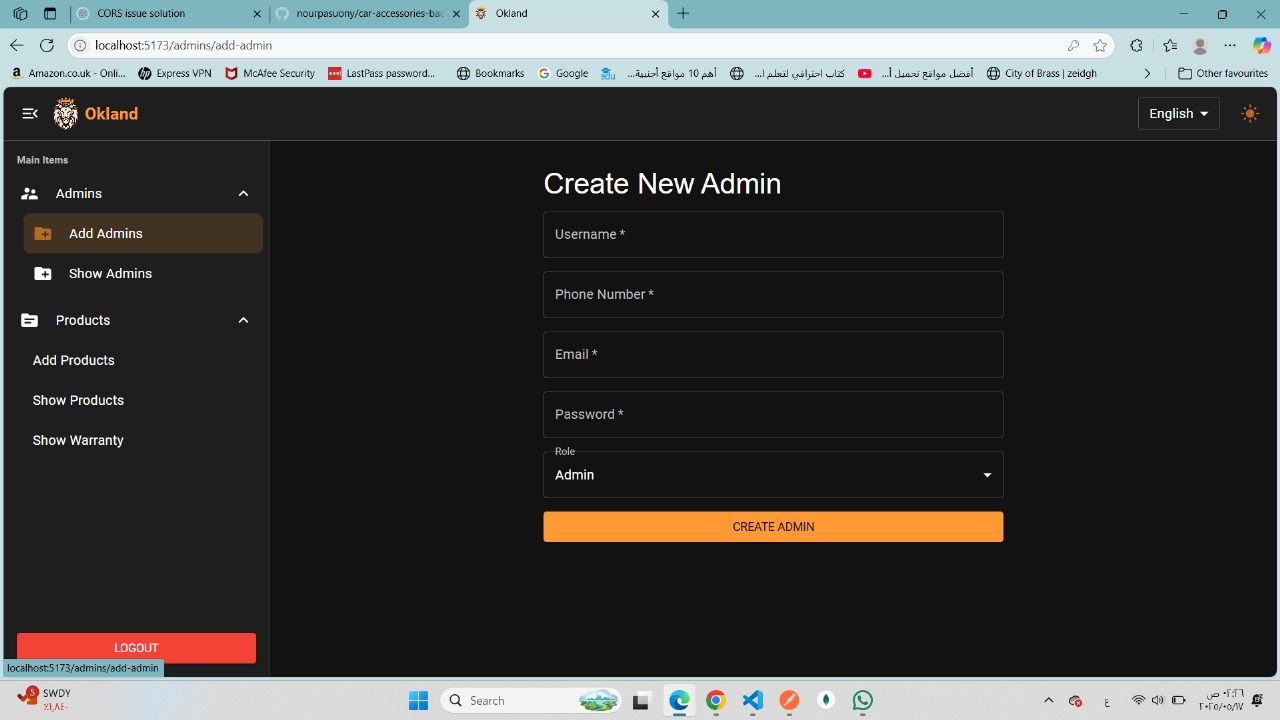 CORS issue solution
nourpasuony/car-accessories-bac
Okland
localhost:5173/admins/add-admin
Amazon.co.uk - Onli...
Express VPN
McAfee Security
LastPass password...
Bookmarks
Google
edu
أهم 10 مواقع أجنبية...
كتاب احترافي لتعلم ا...
أفضل مواقع تحميل أ...
City of Brass | zeidgh
Other favourites
Okland
English
Main Items
Admins
Add Admins
Show Admins
Products
Add Products
Show Products
Show Warranty
LOGOUT
Create New Admin
Username *
Phone Number *
Email *
Password *
Role
Admin
CREATE ADMIN
localhost:5173/admins/add-admin
5
SWDY
Search